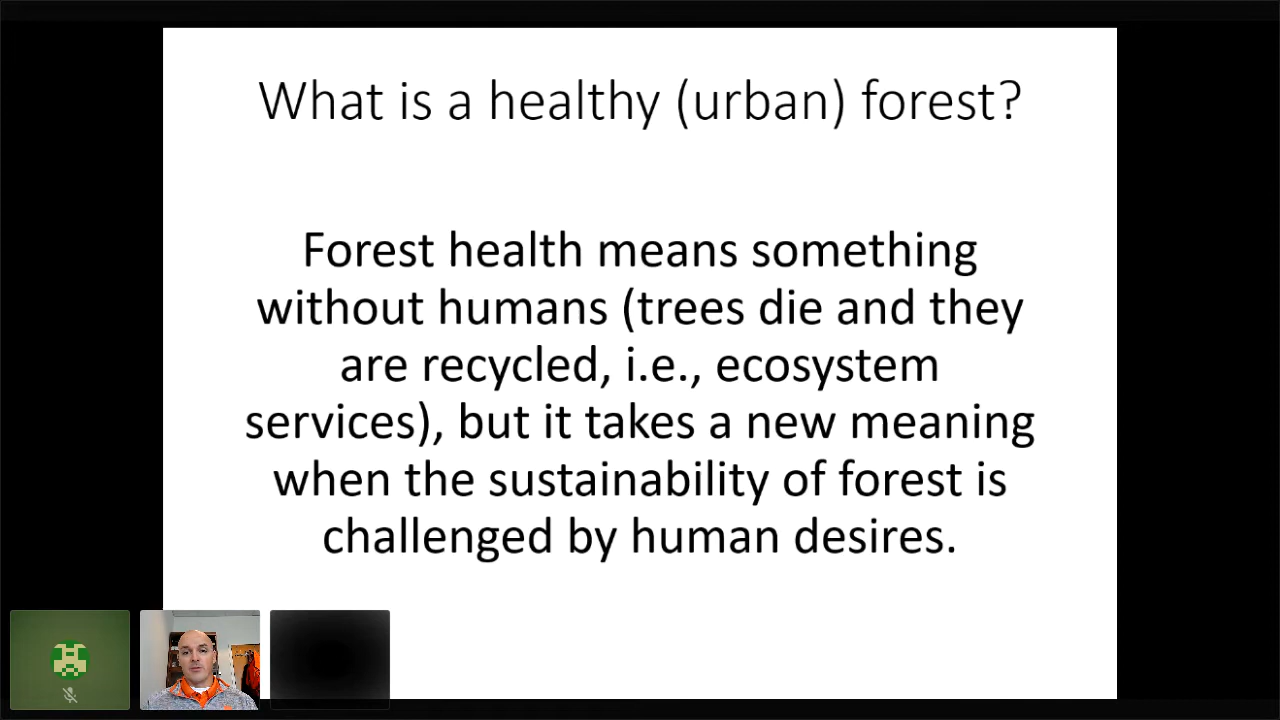 What is a healthy (urban) forest?
Forest health means something
without humans (trees die and they
are recycled, i.e., ecosystem
services), but it takes a new meaning
when the sustainability of forest is
challenged by human desires.